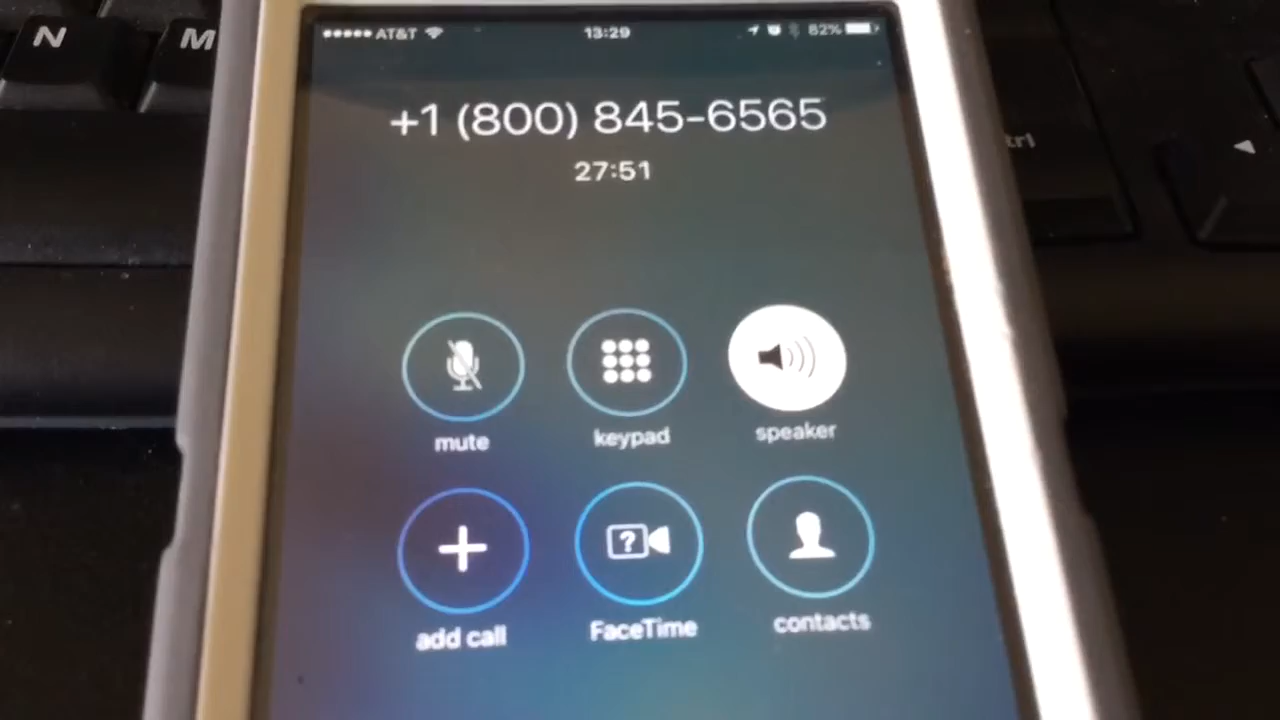 N M
AT&T 13:29 82%
+1 (800) 845-6565
27:51
mute keypad speaker
?
add call FaceTime contacts